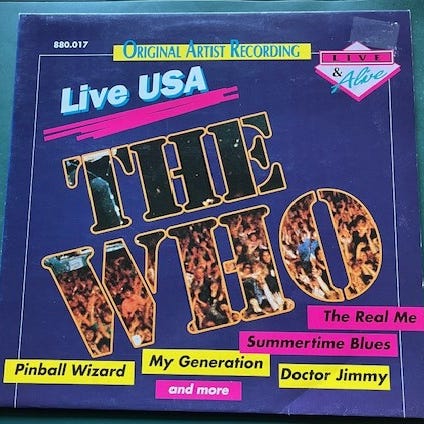 880.017
ORIGINAL ARTIST RECORDING
LIVE
&
Alive
Live USA
THE
WHO
The Real Me
Summertime Blues
Pinball Wizard
My Generation
Doctor Jimmy
and more